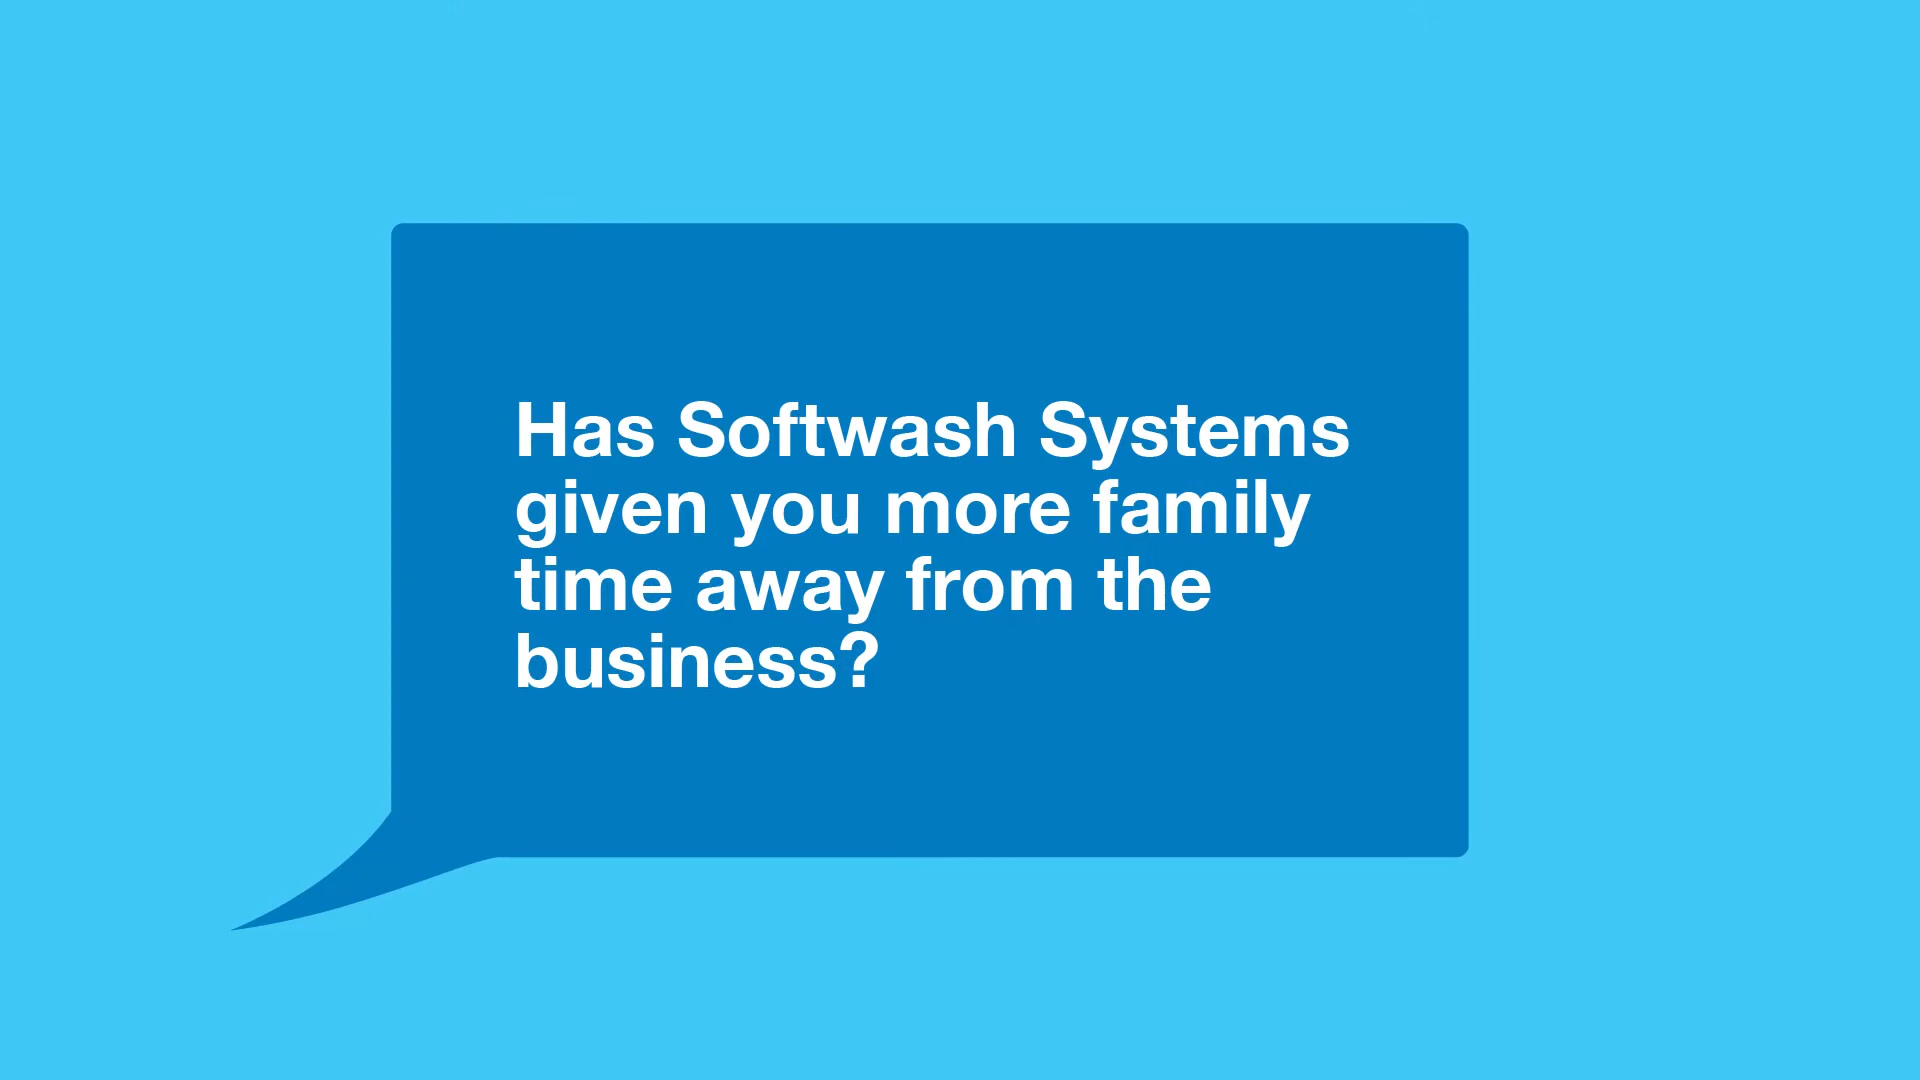 Has Softwash Systems
given you more family
time away from the
business?